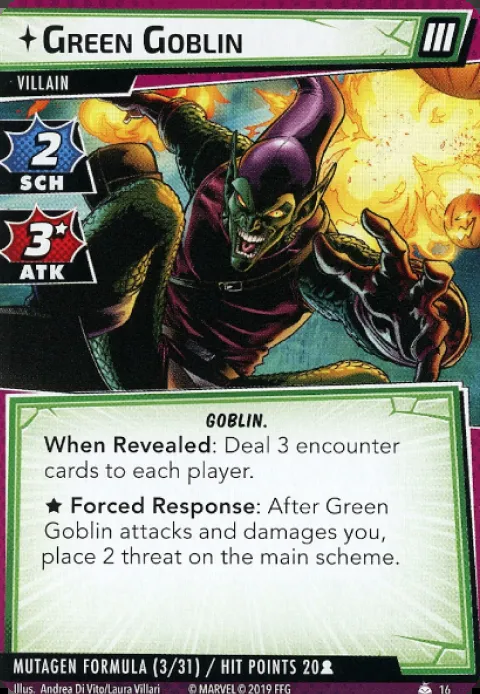 GREEN GOBLIN
III
VILLAIN
2
SCH
3★
ATK
GOBLIN.
When Revealed: Deal 3 encounter
cards to each player.
★ Forced Response: After Green
Goblin attacks and damages you,
place 2 threat on the main scheme.
MUTAGEN FORMULA (3/31) / HIT POINTS 20
Illus. Andrea Di Vito/Laura Villari © MARVEL © 2019 FFG 16